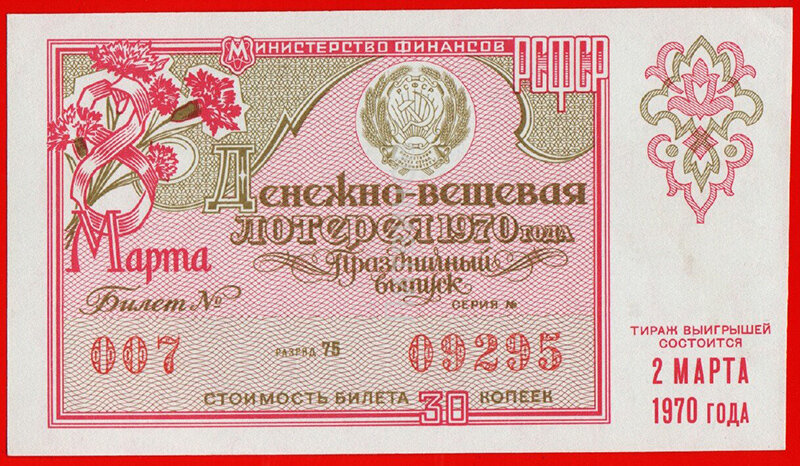 Министерство финансов
РСФСР
РСФСР
8
Марта
Денежно-вещевая
лотерея 1970 года
Праздничный
выпуск
Билет №
серия №
007
разряд 75
09295
стоимость билета 30 копеек
тираж выигрышей
состоится
2 марта
1970 года